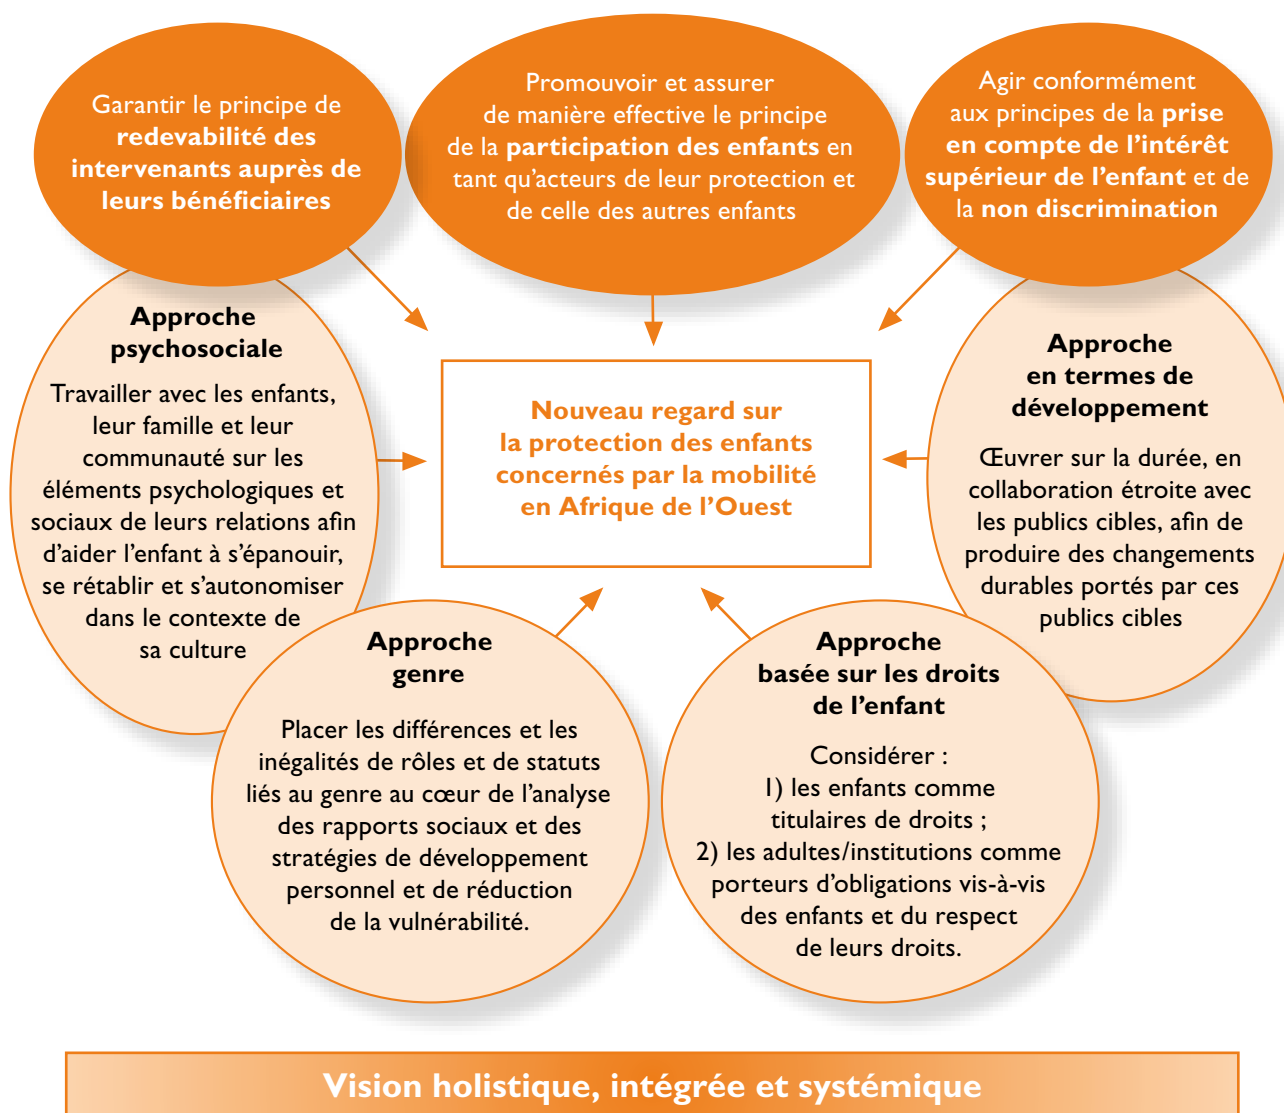 Garantir le principe de
redevabilité des
intervenants auprès de
leurs bénéficiaires
Promouvoir et assurer
de manière effective le principe
de la participation des enfants en
tant qu’acteurs de leur protection et
de celle des autres enfants
Agir conformément
aux principes de la prise
en compte de l’intérêt
supérieur de l’enfant et de
la non discrimination
Approche
psychosociale
Travailler avec les enfants,
leur famille et leur
communauté sur les
éléments psychologiques et
sociaux de leurs relations afin
d’aider l’enfant à s’épanouir,
se rétablir et s’autonomiser
dans le contexte de
sa culture
Nouveau regard sur
la protection des enfants
concernés par la mobilité
en Afrique de l’Ouest
Approche
en termes de
développement
Œuvrer sur la durée, en
collaboration étroite avec
les publics cibles, afin de
produire des changements
durables portés par ces
publics cibles
Approche
genre
Placer les différences et les
inégalités de rôles et de statuts
liés au genre au cœur de l’analyse
des rapports sociaux et des
stratégies de développement
personnel et de réduction
de la vulnérabilité.
Approche
basée sur les droits
de l’enfant
Considérer :
1) les enfants comme
titulaires de droits ;
2) les adultes/institutions comme
porteurs d’obligations vis-à-vis
des enfants et du respect
de leurs droits.
Vision holistique, intégrée et systémique